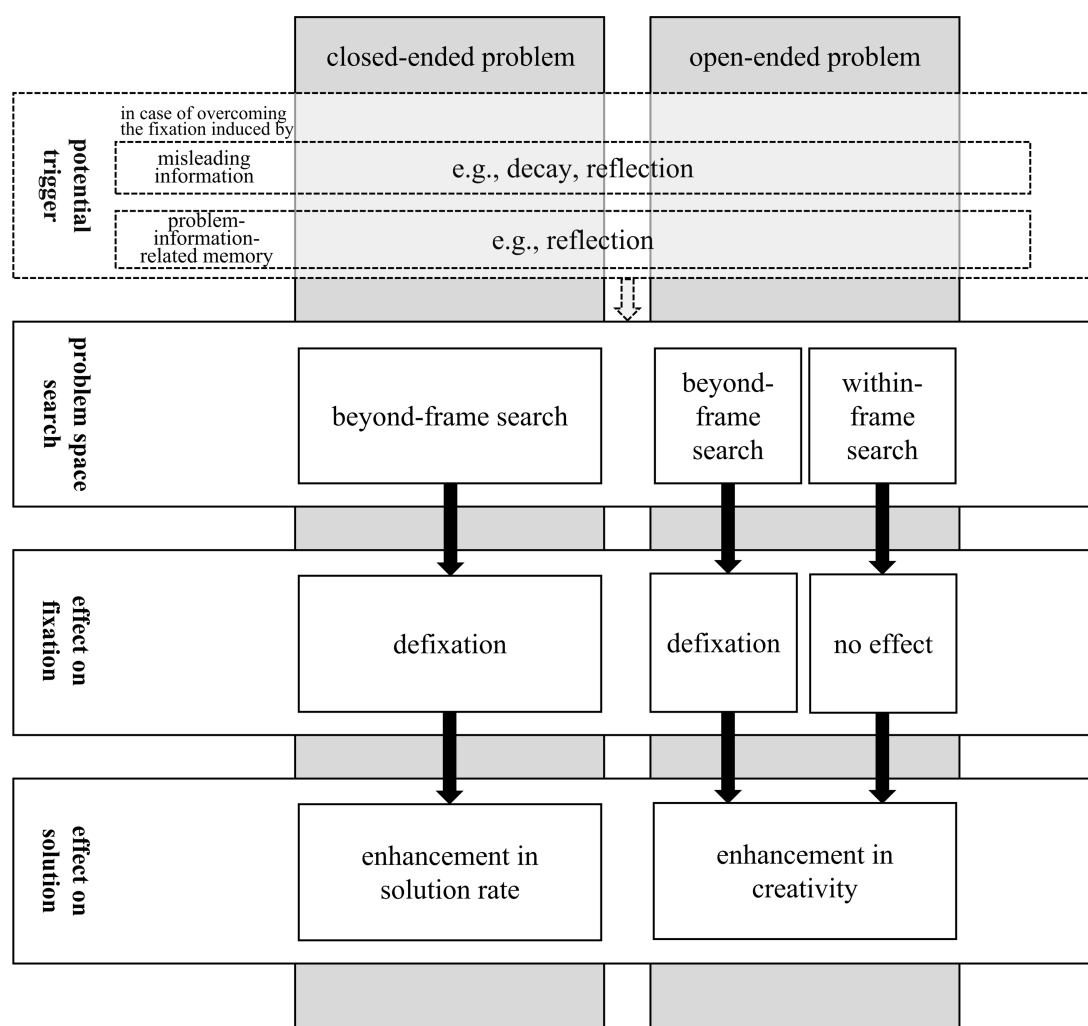 closed-ended problem
open-ended problem
potential
trigger
in case of overcoming
the fixation induced by
misleading
information
e.g., decay, reflection
problem-
information-
related memory
e.g., reflection
problem space
search
beyond-frame search
beyond-
frame
search
within-
frame
search
effect on
fixation
defixation
defixation
no effect
effect on
solution
enhancement in
solution rate
enhancement in
creativity